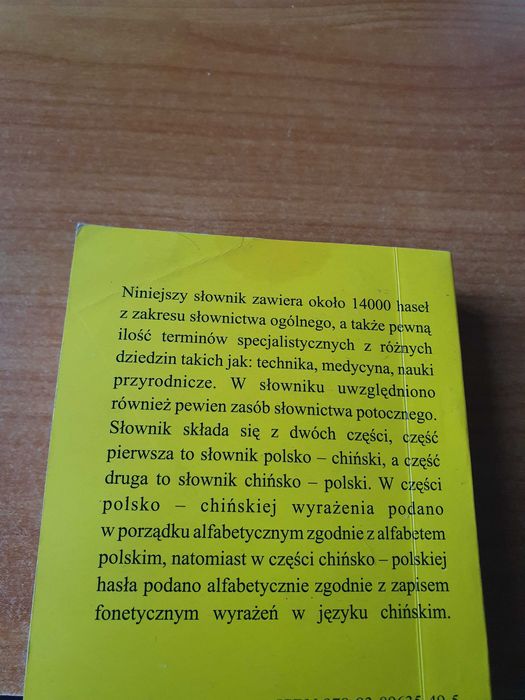 Niniejszy słownik zawiera około 14000 haseł
z zakresu słownictwa ogólnego, a także pewną
ilość terminów specjalistycznych z różnych
dziedzin takich jak: technika, medycyna, nauki
przyrodnicze. W słowniku uwzględniono
również pewien zasób słownictwa potocznego.
Słownik składa się z dwóch części, część
pierwsza to słownik polsko – chiński, a część
druga to słownik chińsko – polski. W części
polsko – chińskiej wyrażenia podano
w porządku alfabetycznym zgodnie z alfabetem
polskim, natomiast w części chińsko – polskiej
hasła podano alfabetycznie zgodnie z zapisem
fonetycznym wyrażeń w języku chińskim.